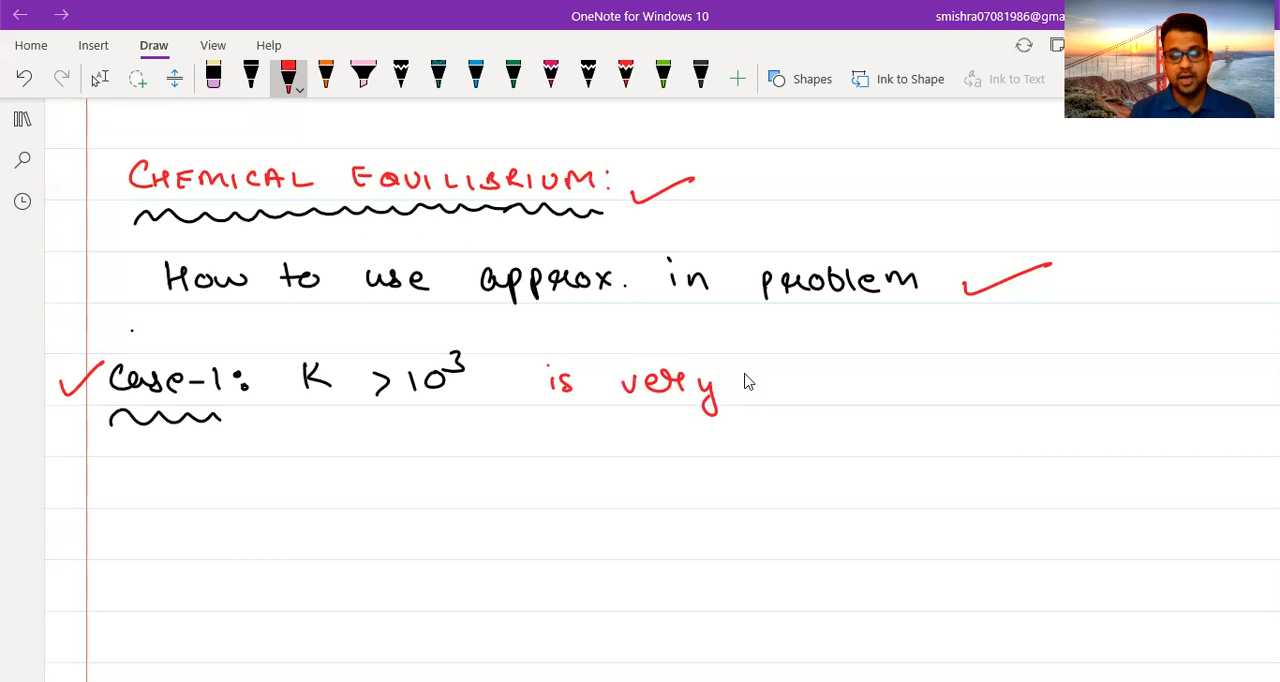 OneNote for Windows 10
smishra07081986@gma
Home Insert Draw View Help
Shapes Ink to Shape Ink to Text
CHEMICAL EQUILIBRIUM:
How to use approx. in problem
Case-1: K > 10³ is very